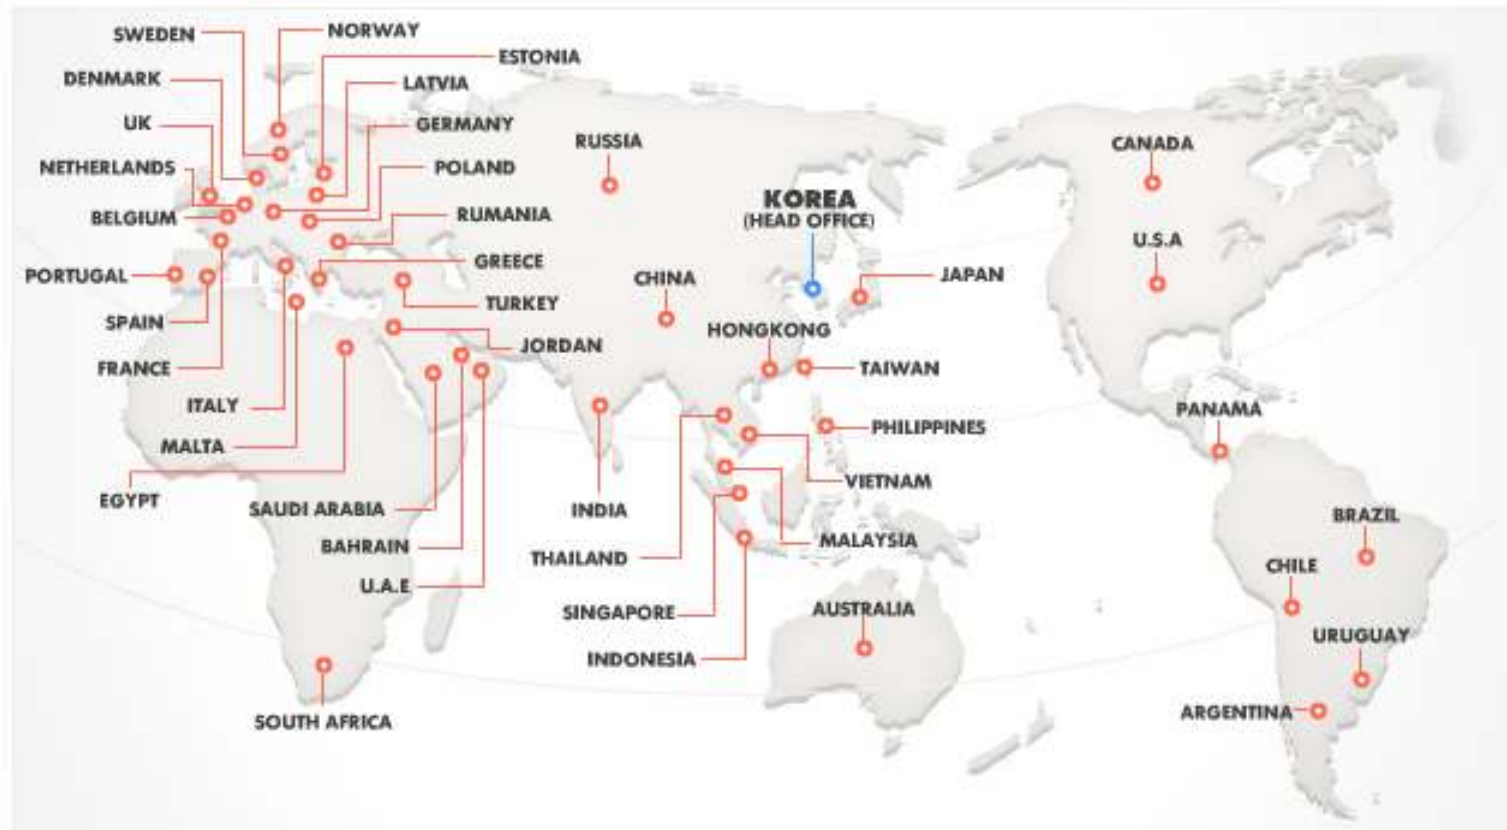 NORWAY
SWEDEN
ESTONIA
DENMARK
LATVIA
UK
GERMANY
NETHERLANDS
POLAND
BELGIUM
RUMANIA
PORTUGAL
GREECE
SPAIN
TURKEY
FRANCE
JORDAN
ITALY
MALTA
EGYPT
SAUDI ARABIA
BAHRAIN
U.A.E
SOUTH AFRICA
RUSSIA
KOREA
(HEAD OFFICE)
CHINA
JAPAN
HONGKONG
TAIWAN
PHILIPPINES
VIETNAM
INDIA
MALAYSIA
THAILAND
SINGAPORE
INDONESIA
AUSTRALIA
CANADA
U.S.A
PANAMA
BRAZIL
CHILE
URUGUAY
ARGENTINA